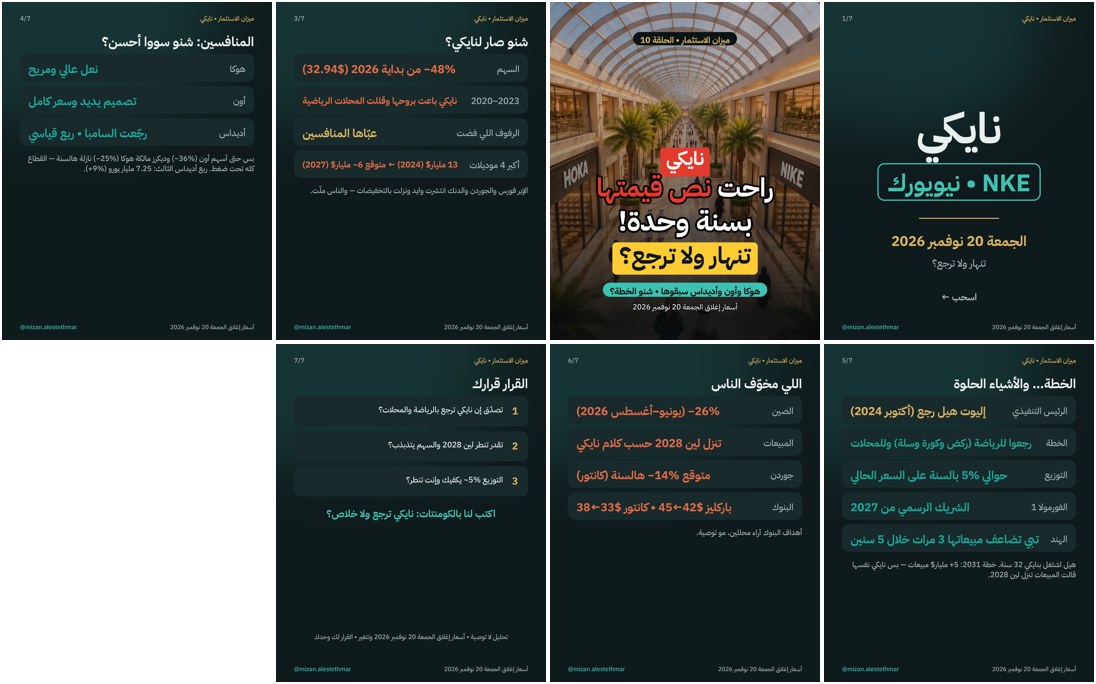 ميزان الاستثمار • نايكي
1/7
نايكي
NKE • نيويورك
الجمعة 20 نوفمبر 2026
تنهار ولا ترجع؟
اسحب ←
أسعار إغلاق الجمعة 20 نوفمبر 2026
@mizan.alestethmar
ميزان الاستثمار • الحلقة 10
HOKA
NIKE
نايكي
راحت نص قيمتها
بسنة وحدة!
تنهار ولا ترجع؟
هوكا وأون وأديداس سبقوها • شنو الخطة؟
أسعار إغلاق الجمعة 20 نوفمبر 2026
ميزان الاستثمار • نايكي
3/7
شنو صار لنايكي؟
السهم
−48% من بداية 2026 (32.94$)
2020–2023
نايكي باعت بروحها وقللت المحلات الرياضية
الرفوف اللي فضت
عبّاها المنافسين
أكبر 4 موديلات
13 مليار$ (2024) ← متوقع 6~ مليار$ (2027)
الإير فورس والجوردن والدنك انتشرت وايد ونزلت بالتخفيضات — والناس ملّت.
أسعار إغلاق الجمعة 20 نوفمبر 2026
@mizan.alestethmar
ميزان الاستثمار • نايكي
4/7
المنافسين: شنو سووا أحسن؟
هوكا
نعل عالي ومريح
أون
تصميم يديد وسعر كامل
أديداس
رجّعت السامبا • ربع قياسي
بس حتى أسهم أون (−36%) وديكرز مالكة هوكا (−25%) نازلة هالسنة — القطاع
كله تحت ضغط. ربع أديداس الثالث: 7.25 مليار يورو (+9%).
أسعار إغلاق الجمعة 20 نوفمبر 2026
@mizan.alestethmar
ميزان الاستثمار • نايكي
5/7
الخطة... والأشياء الحلوة
الرئيس التنفيذي
إليوت هيل رجع (أكتوبر 2024)
الخطة
رجعوا للرياضة (ركض وكورة وسلة) وللمحلات
التوزيع
حوالي 5% بالسنة على السعر الحالي
الفورمولا 1
الشريك الرسمي من 2027
الهند
تبي تضاعف مبيعاتها 3 مرات خلال 5 سنين
هيل اشتغل بنايكي 32 سنة. خطة 2031: 5+ مليار$ مبيعات — بس نايكي نفسها
قالت المبيعات تنزل لين 2028.
أسعار إغلاق الجمعة 20 نوفمبر 2026
@mizan.alestethmar
ميزان الاستثمار • نايكي
6/7
اللي مخوّف الناس
الصين
−26% (يونيو–أغسطس 2026)
المبيعات
تنزل لين 2028 حسب كلام نايكي
جوردن
متوقع −14% هالسنة (كانتور)
البنوك
باركليز 42$←45 • كانتور 33$←38
أهداف البنوك آراء محللين، مو توصية.
أسعار إغلاق الجمعة 20 نوفمبر 2026
@mizan.alestethmar
ميزان الاستثمار • نايكي
7/7
القرار قرارك
1 تصدّق إن نايكي ترجع بالرياضة والمحلات؟
2 تقدر تنطر لين 2028 والسهم يتذبذب؟
3 التوزيع 5%~ يكفيك وإنت تنطر؟
اكتب لنا بالكومنتات: نايكي ترجع ولا خلاص؟
تحليل لا توصية • أسعار إغلاق الجمعة 20 نوفمبر 2026 وتتغير • القرار لك وحدك
أسعار إغلاق الجمعة 20 نوفمبر 2026
@mizan.alestethmar